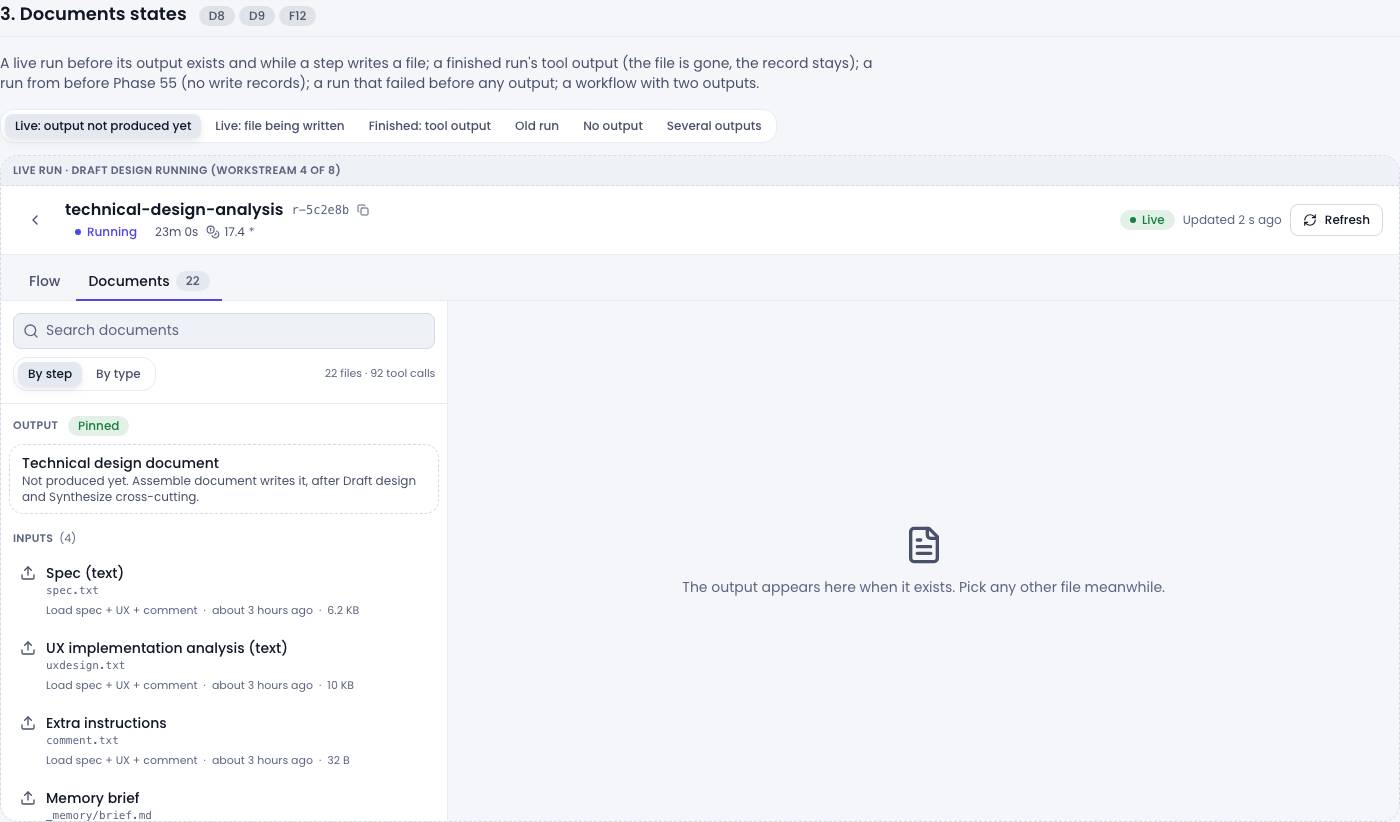 3. Documents states D8 D9 F12
A live run before its output exists and while a step writes a file; a finished run's tool output (the file is gone, the record stays); a
run from before Phase 55 (no write records); a run that failed before any output; a workflow with two outputs.
Live: output not produced yet Live: file being written Finished: tool output Old run No output Several outputs
LIVE RUN · DRAFT DESIGN RUNNING (WORKSTREAM 4 OF 8)
technical-design-analysis r-5c2e8b
Running 23m 0s 17.4 *
Live Updated 2 s ago Refresh
Flow Documents 22
Search documents
By step By type 22 files · 92 tool calls
OUTPUT Pinned
Technical design document
Not produced yet. Assemble document writes it, after Draft design
and Synthesize cross-cutting.
INPUTS (4)
Spec (text)
spec.txt
Load spec + UX + comment · about 3 hours ago · 6.2 KB
UX implementation analysis (text)
uxdesign.txt
Load spec + UX + comment · about 3 hours ago · 10 KB
Extra instructions
comment.txt
Load spec + UX + comment · about 3 hours ago · 32 B
Memory brief
_memory/brief.md
The output appears here when it exists. Pick any other file meanwhile.